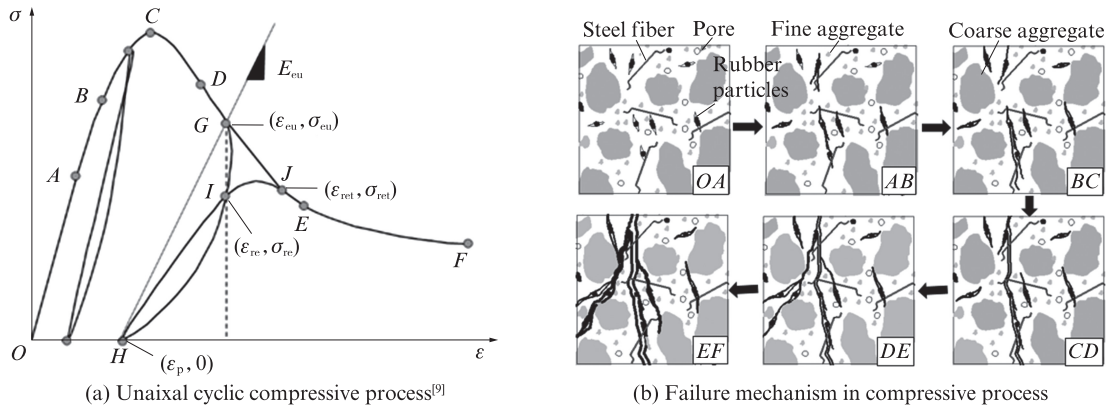 σ
C
E_eu
D
B
G
(ε_eu, σ_eu)
A
J
I
(ε_ret, σ_ret)
E
(ε_re, σ_re)
F
O
H
ε
(ε_p, 0)
(a) Unaixal cyclic compressive process[9]
Steel fiber
Pore
Fine aggregate
Coarse aggregate
Rubber
particles
OA
AB
BC
EF
DE
CD
(b) Failure mechanism in compressive process